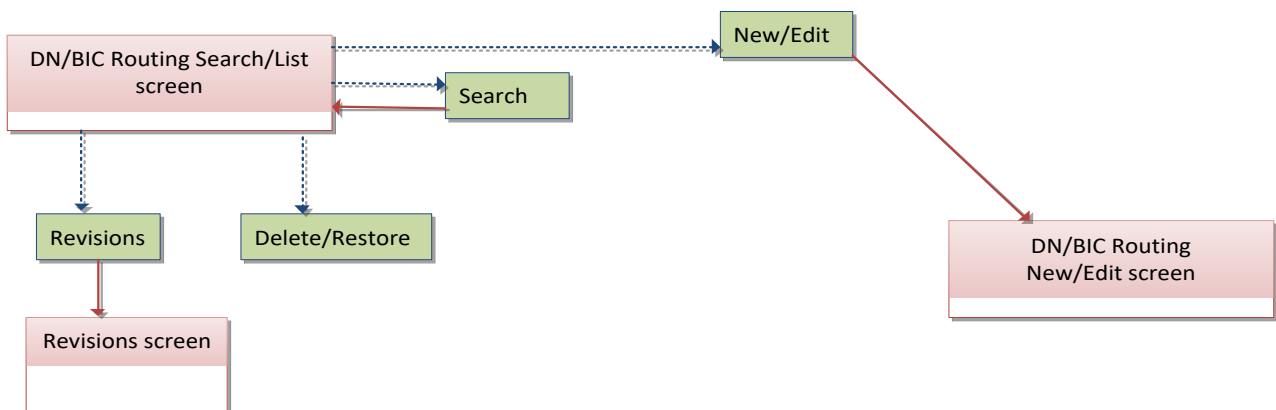 DN/BIC Routing Search/List
screen
New/Edit
Search
Revisions
Delete/Restore
DN/BIC Routing
New/Edit screen
Revisions screen